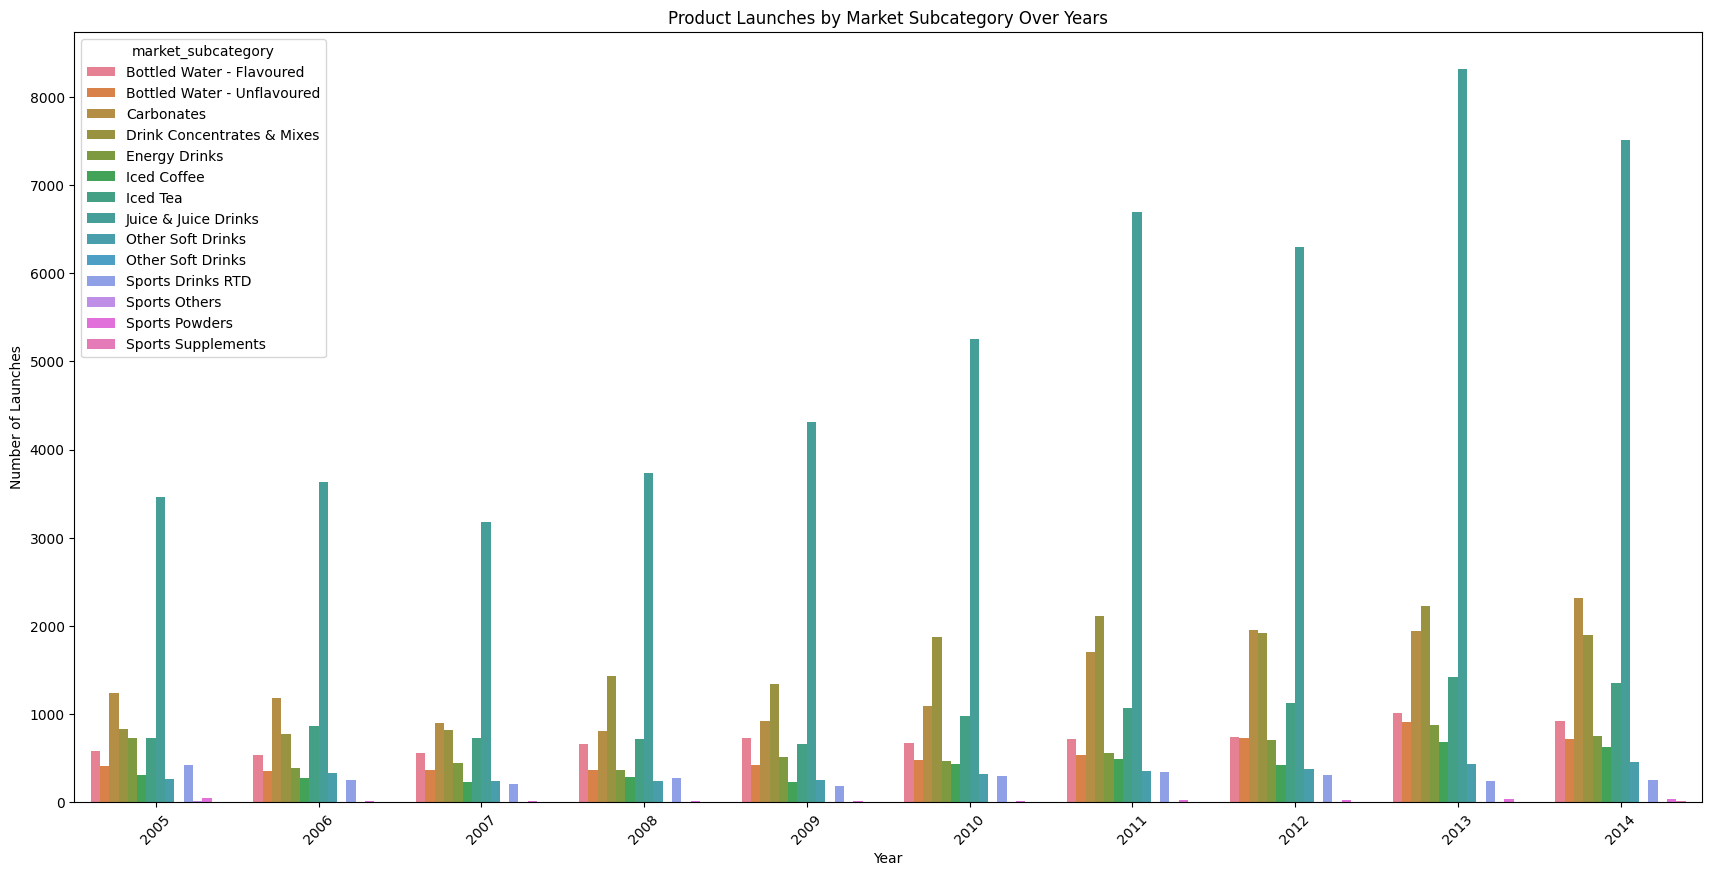 Product Launches by Market Subcategory Over Years
market_subcategory
Bottled Water - Flavoured
Bottled Water - Unflavoured
Carbonates
Drink Concentrates & Mixes
Energy Drinks
Iced Coffee
Iced Tea
Juice & Juice Drinks
Other Soft Drinks
Other Soft Drinks
Sports Drinks RTD
Sports Others
Sports Powders
Sports Supplements
Number of Launches
8000
7000
6000
5000
4000
3000
2000
1000
0
2005
2006
2007
2008
2009
2010
2011
2012
2013
2014
Year